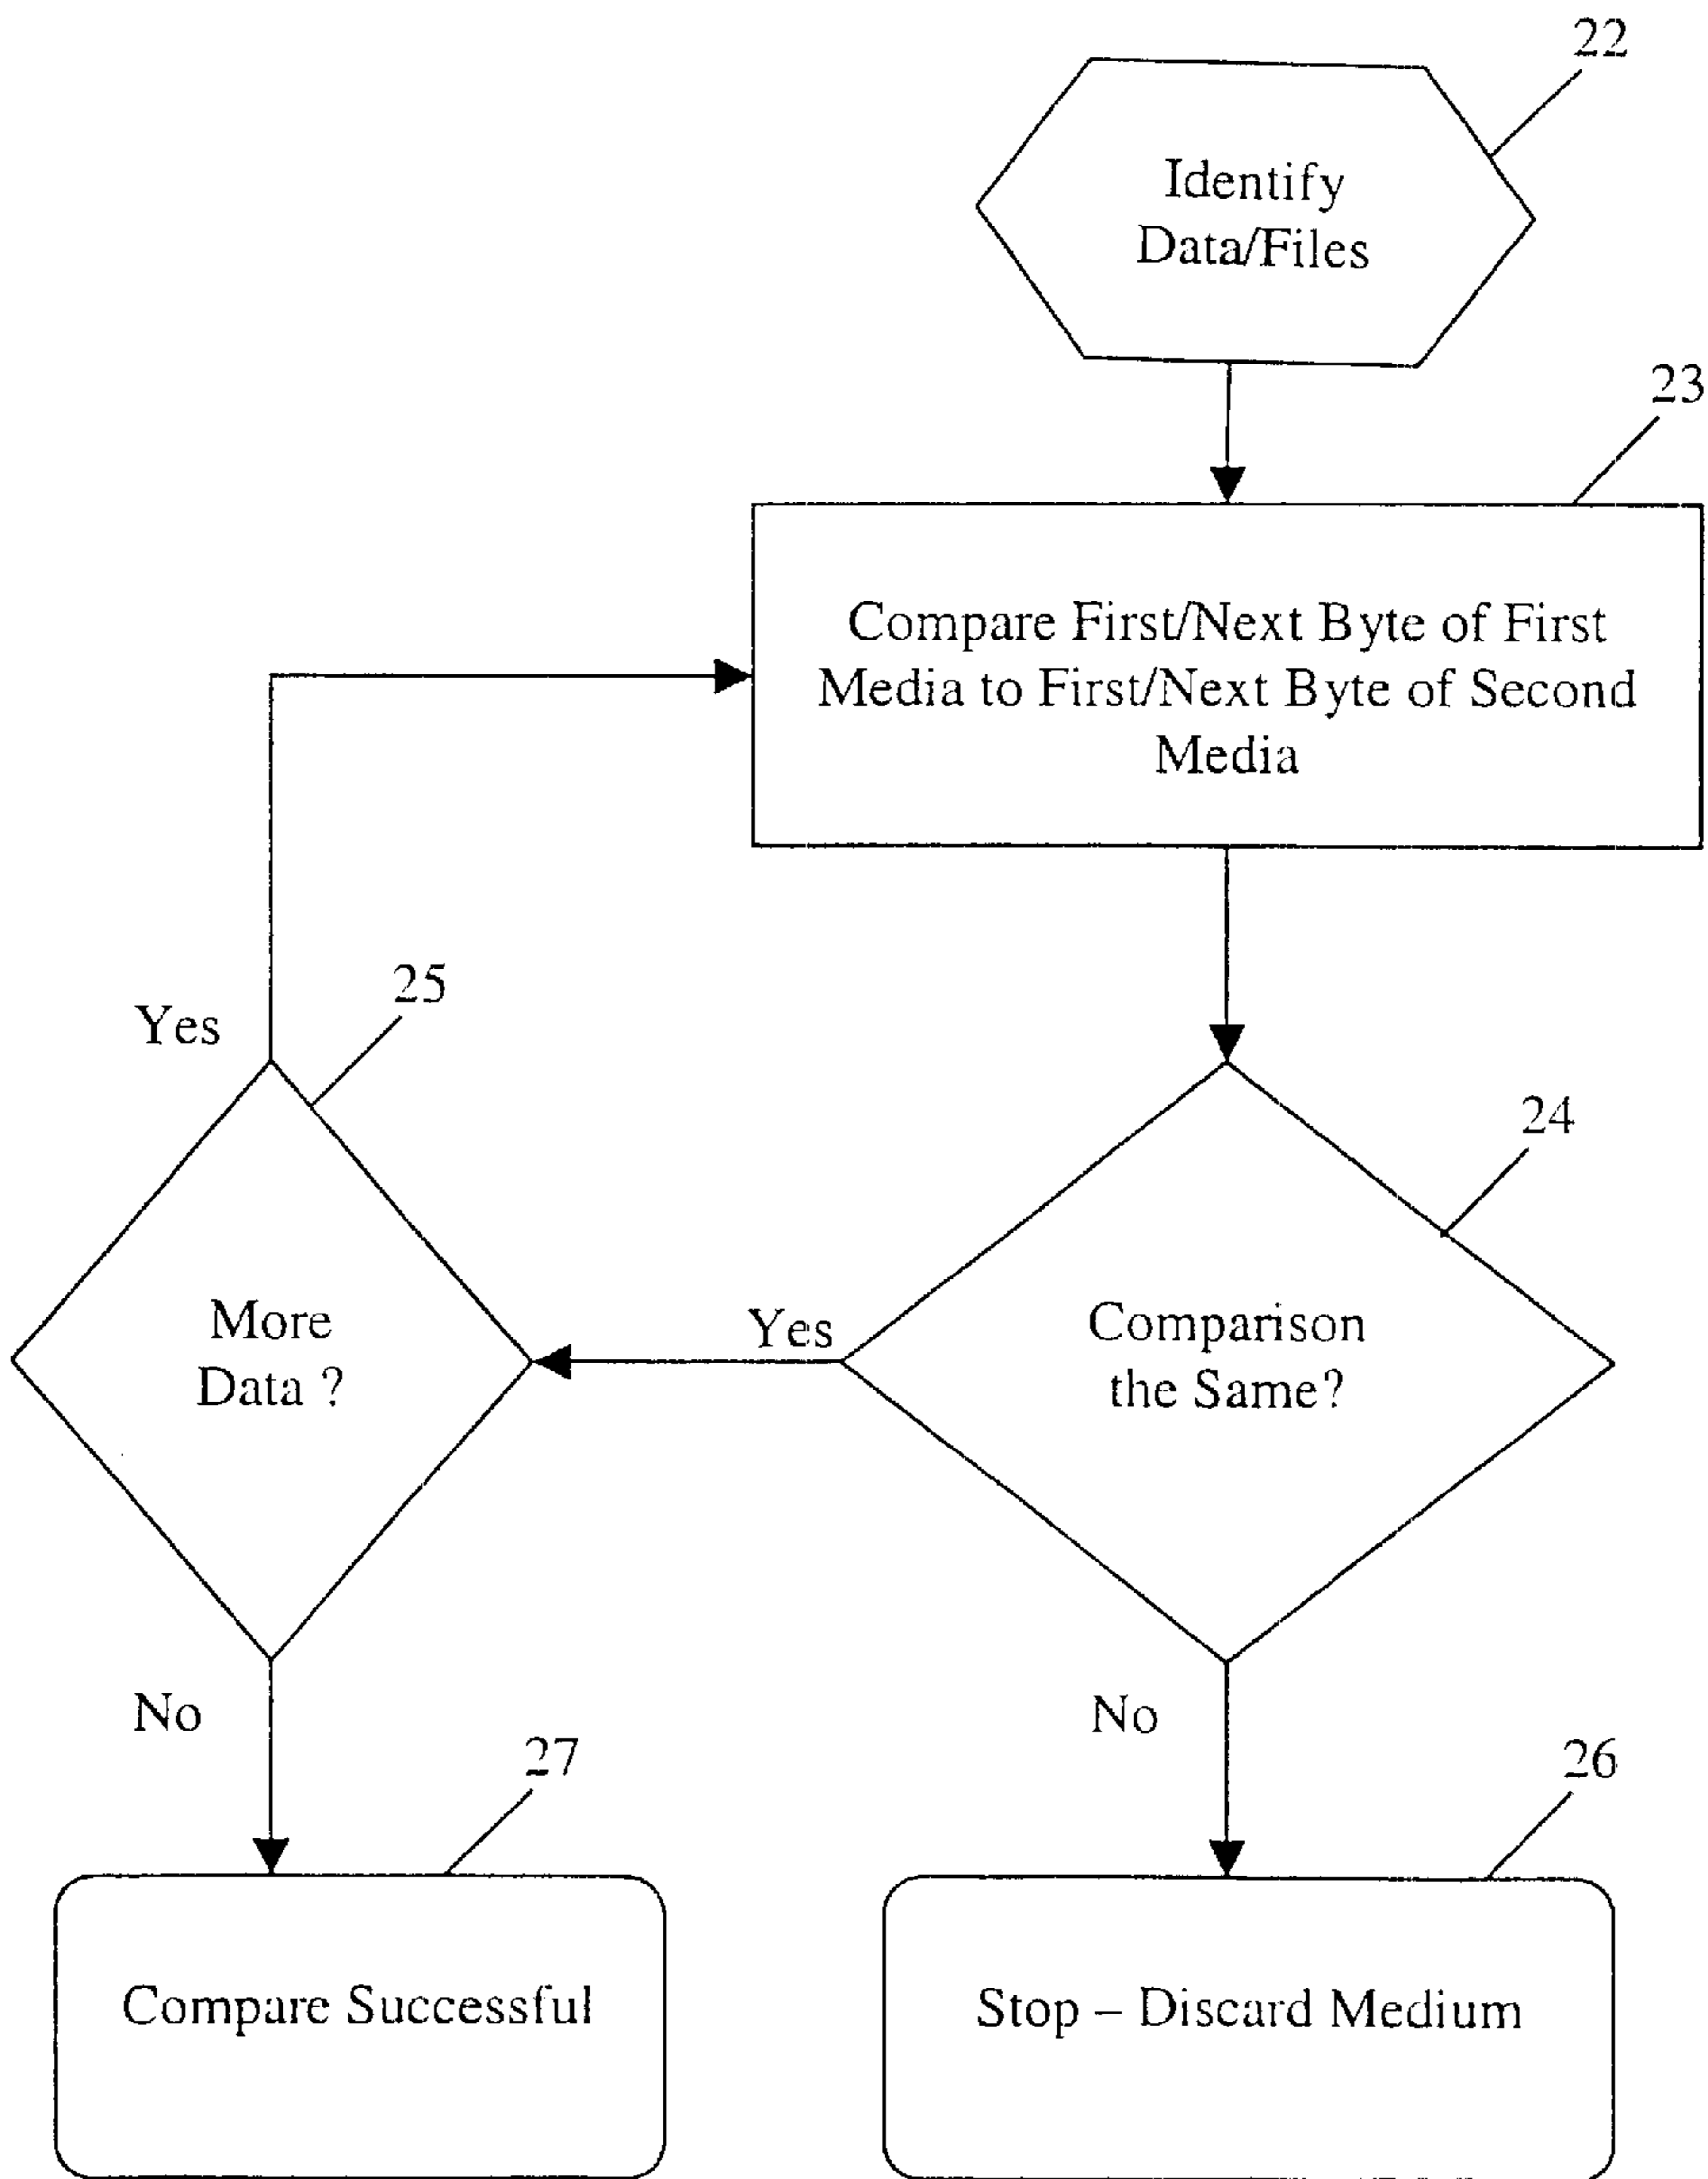 22
Identify
Data/Files
23
Compare First/Next Byte of First
Media to First/Next Byte of Second
Media
25
Yes
24
More
Data ?
Yes
Comparison
the Same?
No
No
27
26
Compare Successful
Stop – Discard Medium